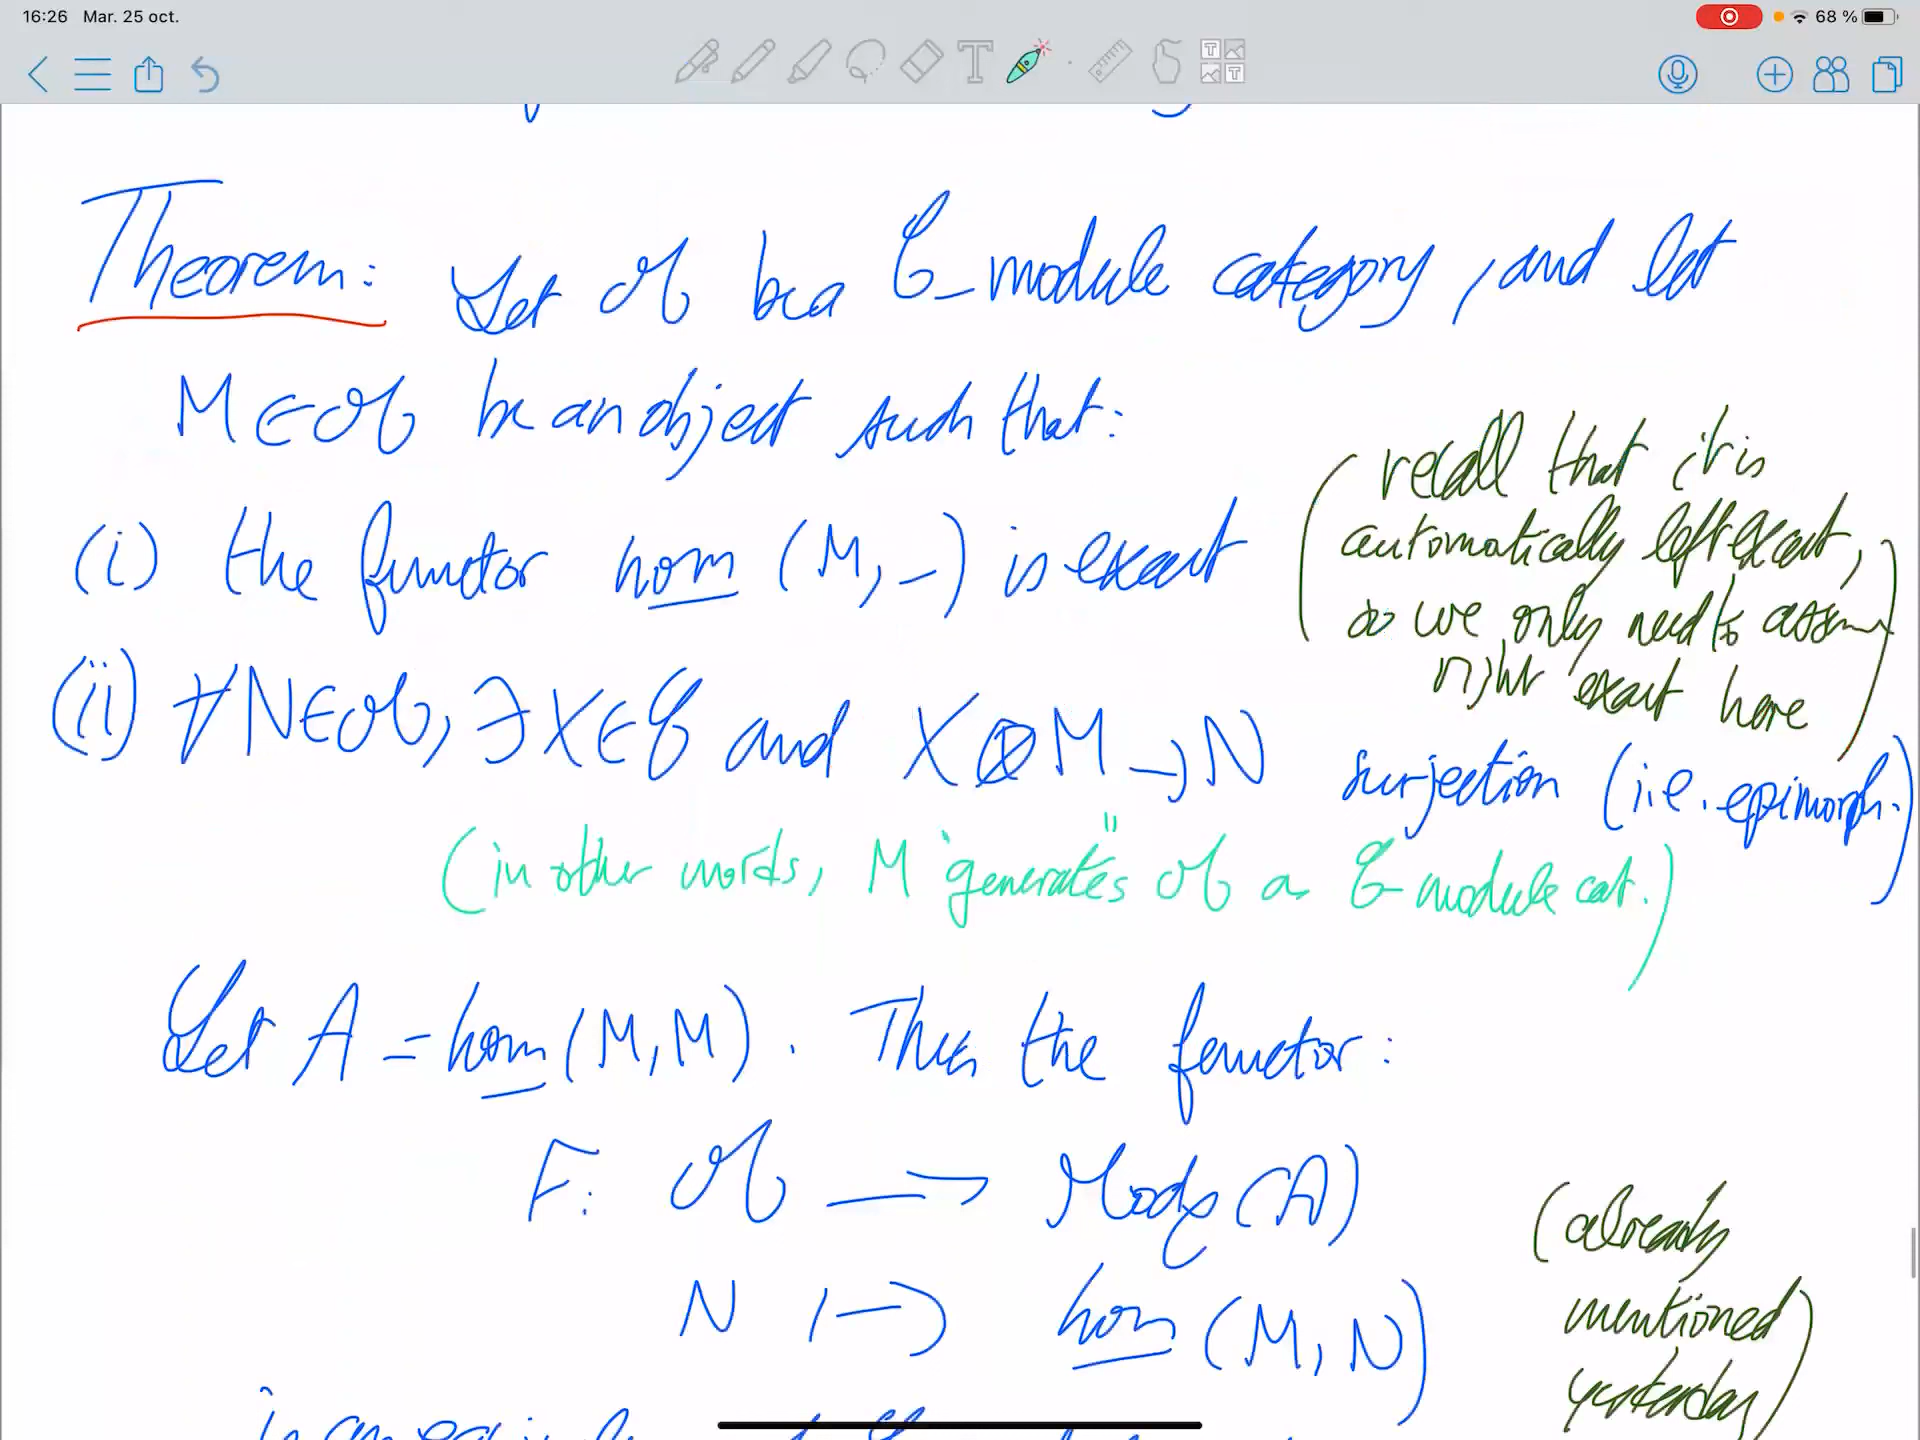 16:26 Mar. 25 oct. 68 %
Theorem: Let ℳ be a 𝒞-module category, and let
M ∈ ℳ be an object such that:
(i) the functor hom (M, –) is exact
(recall that it is
automatically left exact,
so we only need to assume
right exact here)
(ii) ∀ N ∈ ℳ, ∃ X ∈ 𝒞 and X ⊗ M → N surjection (i.e. epimorph.)
(in other words, M "generates" ℳ as 𝒞-module cat.)
Let A = hom (M, M). Then the functor:
F: ℳ → Mod𝒞 (A)
N ↦ hom (M, N)
(already
mentioned
yesterday)